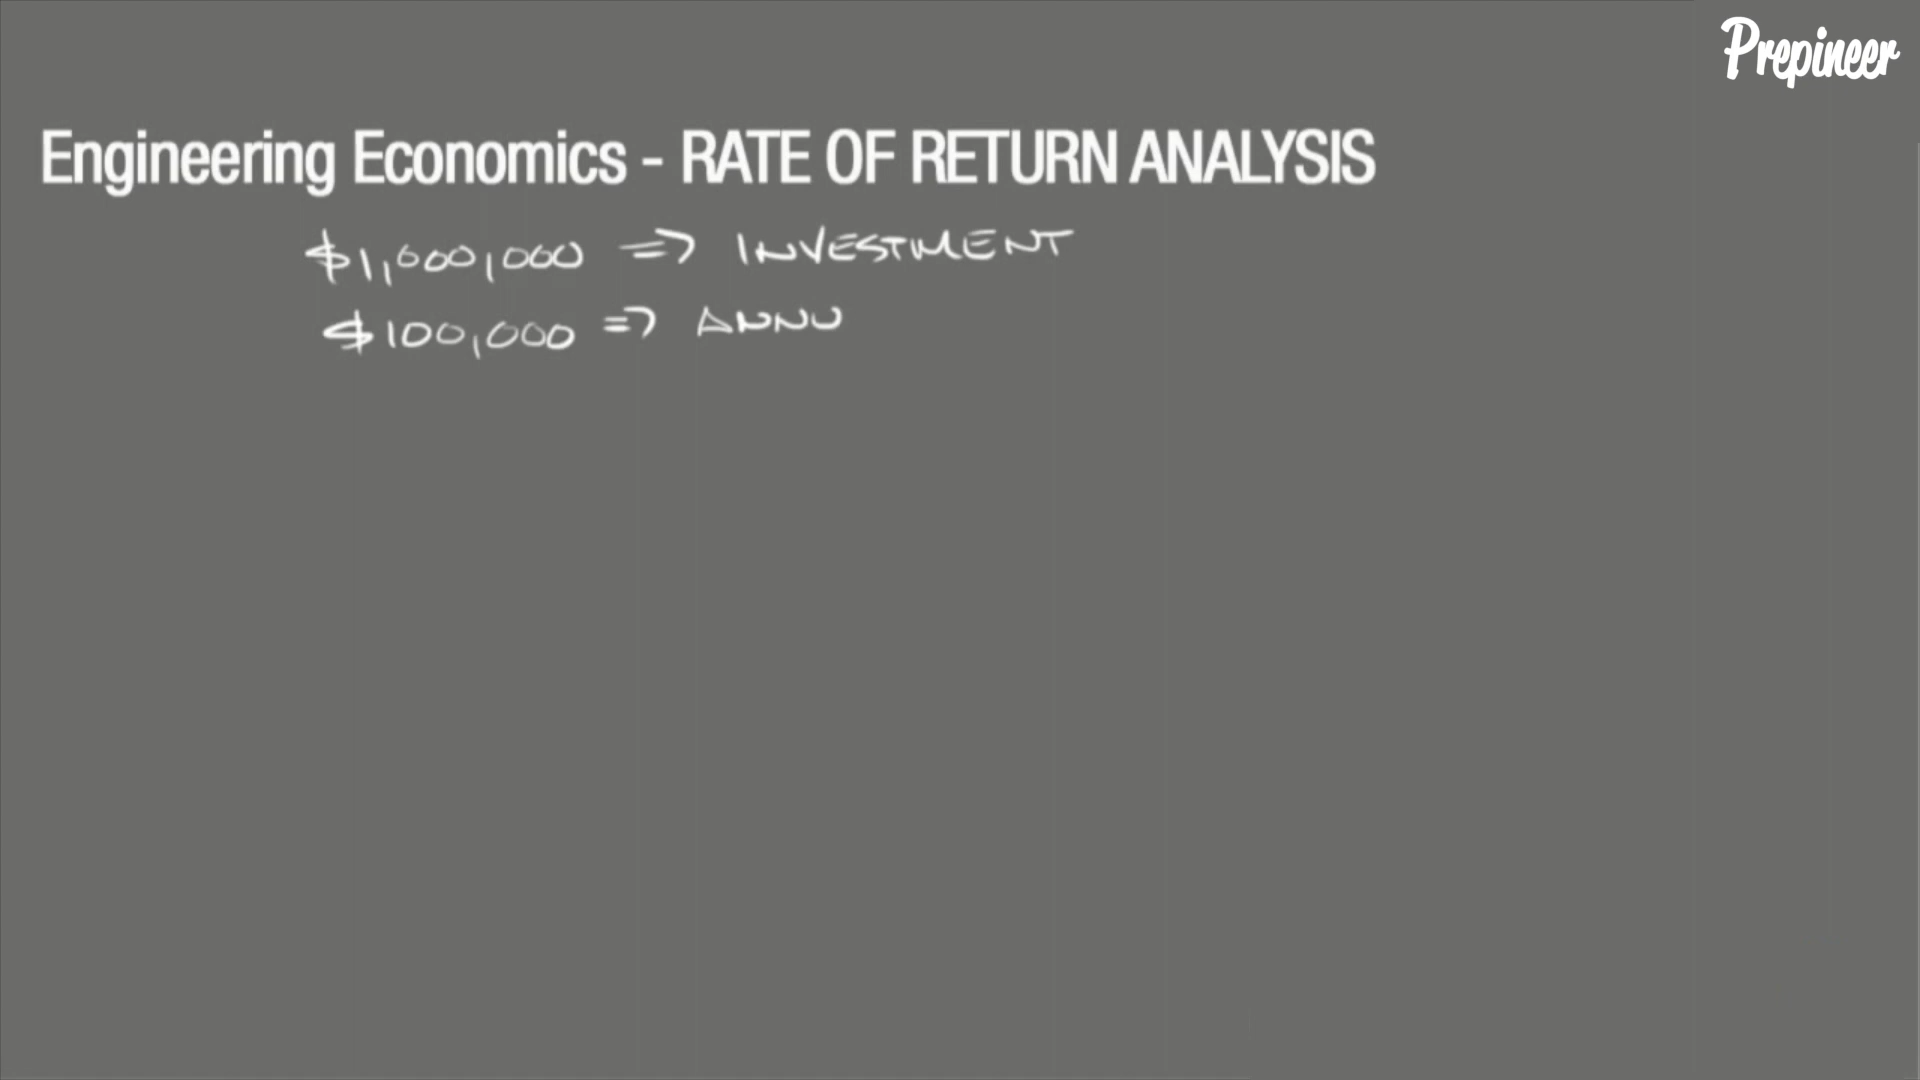 Prepineer
Engineering Economics - RATE OF RETURN ANALYSIS
$1,000,000 => INVESTMENT
$100,000 => ANNU